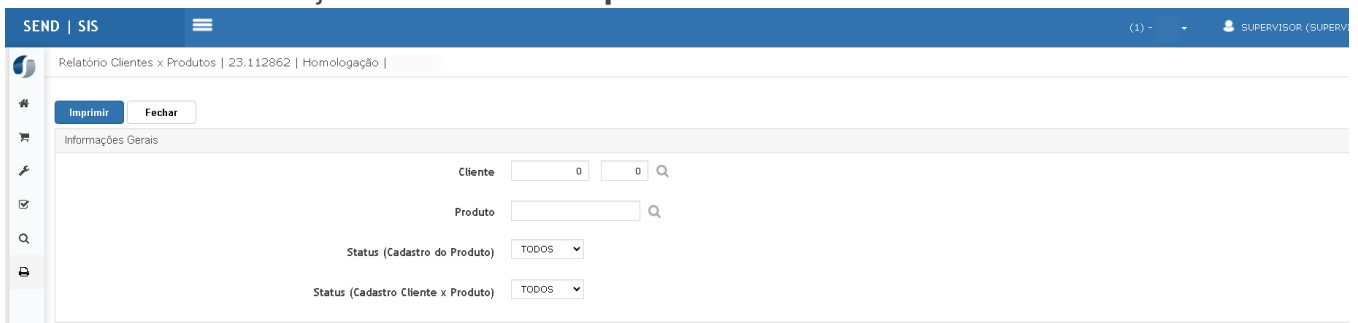 SEND | SIS (1) - SUPERVISOR
Relatório Clientes x Produtos | 23.112862 | Homologação |
Imprimir Fechar
Informações Gerais
Cliente 0 0
Produto
Status (Cadastro do Produto) TODOS
Status (Cadastro Cliente x Produto) TODOS